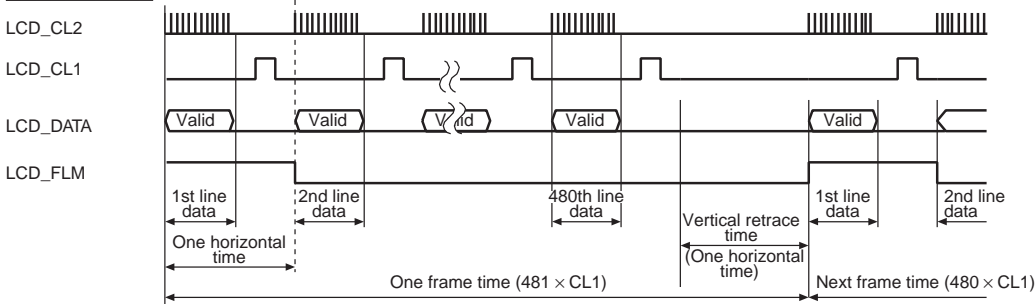 LCD_CL2
LCD_CL1
LCD_DATA
Valid
Valid
Valid
Valid
Valid
LCD_FLM
1st line
data
2nd line
data
480th line
data
1st line
data
2nd line
data
One horizontal
time
Vertical retrace
time
(One horizontal
time)
One frame time (481 × CL1)
Next frame time (480 × CL1)